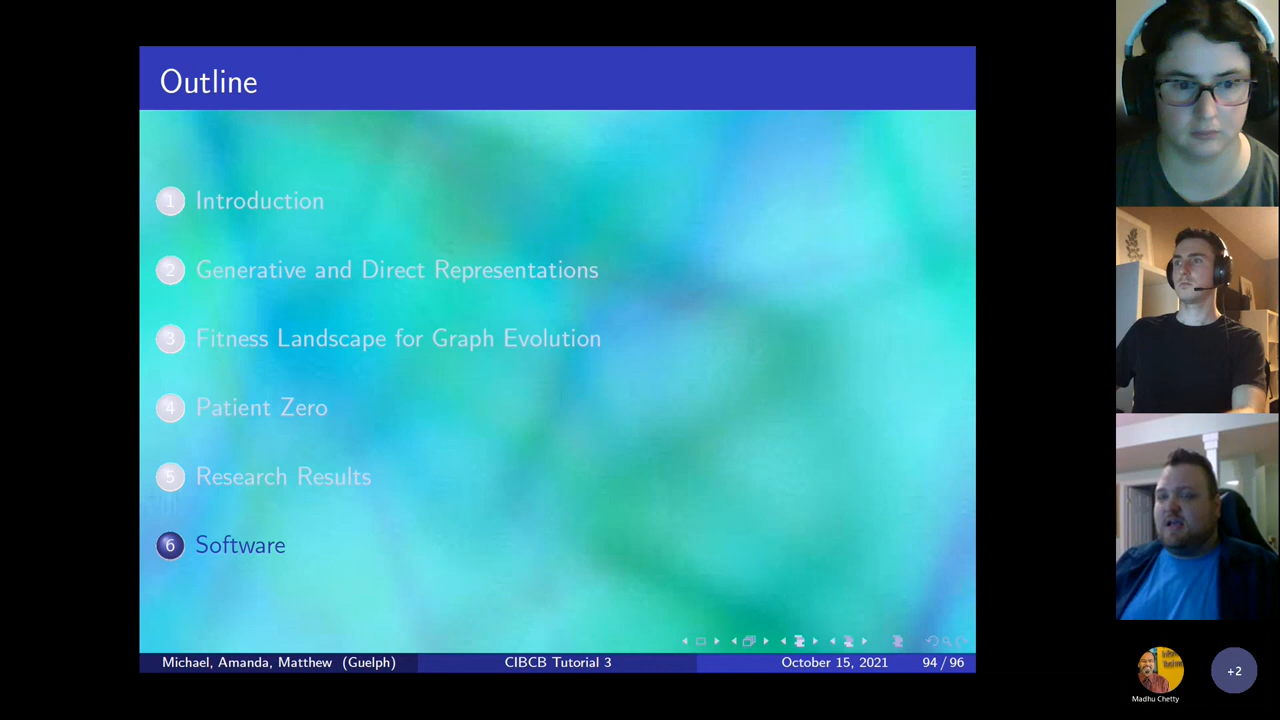 Outline
1 Introduction
2 Generative and Direct Representations
3 Fitness Landscape for Graph Evolution
4 Patient Zero
5 Research Results
6 Software
Michael, Amanda, Matthew (Guelph) CIBCB Tutorial 3 October 15, 2021 94 / 96
Madhu Chetty
+2